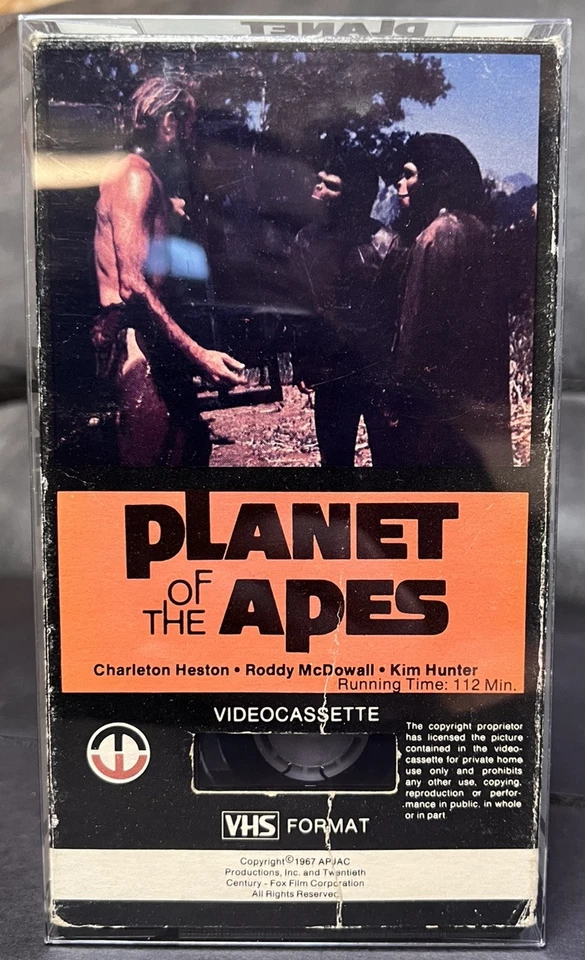 PLANET
PLANET
OF
THE APES
Charleton Heston • Roddy McDowall • Kim Hunter
Running Time: 112 Min.
VIDEOCASSETTE
The copyright proprietor
has licensed the picture
contained in the video-
cassette for private home
use only and prohibits
any other use, copying,
reproduction or perfor-
mance in public, in whole
or in part
VHS FORMAT
Copyright©1967 APJAC
Productions, Inc. and Twentieth
Century - Fox Film Corporation
All Rights Reserved